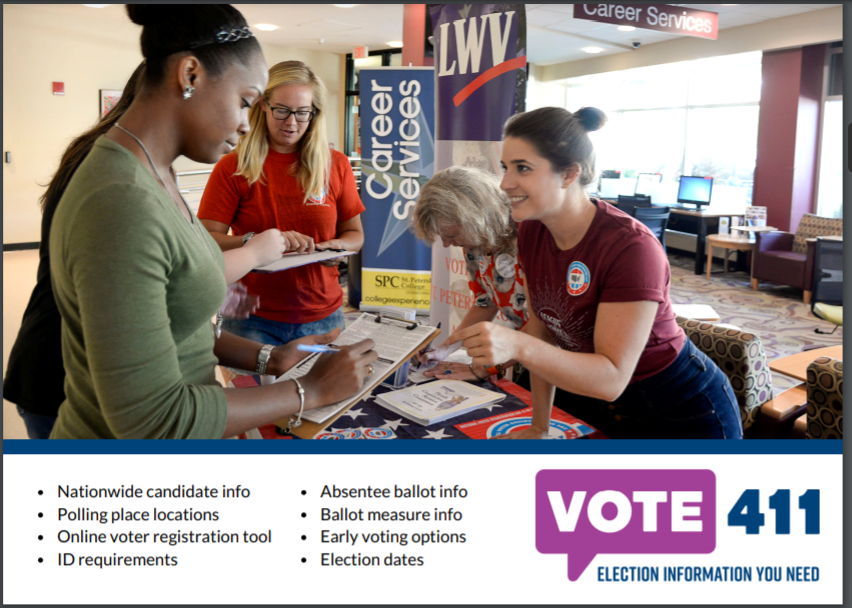 Career Services
LWV
Career
Services
SPC St. Petersburg
College
collegeexperience
VOTE
Nationwide candidate info
Polling place locations
Online voter registration tool
ID requirements
Absentee ballot info
Ballot measure info
Early voting options
Election dates
VOTE 411
ELECTION INFORMATION YOU NEED